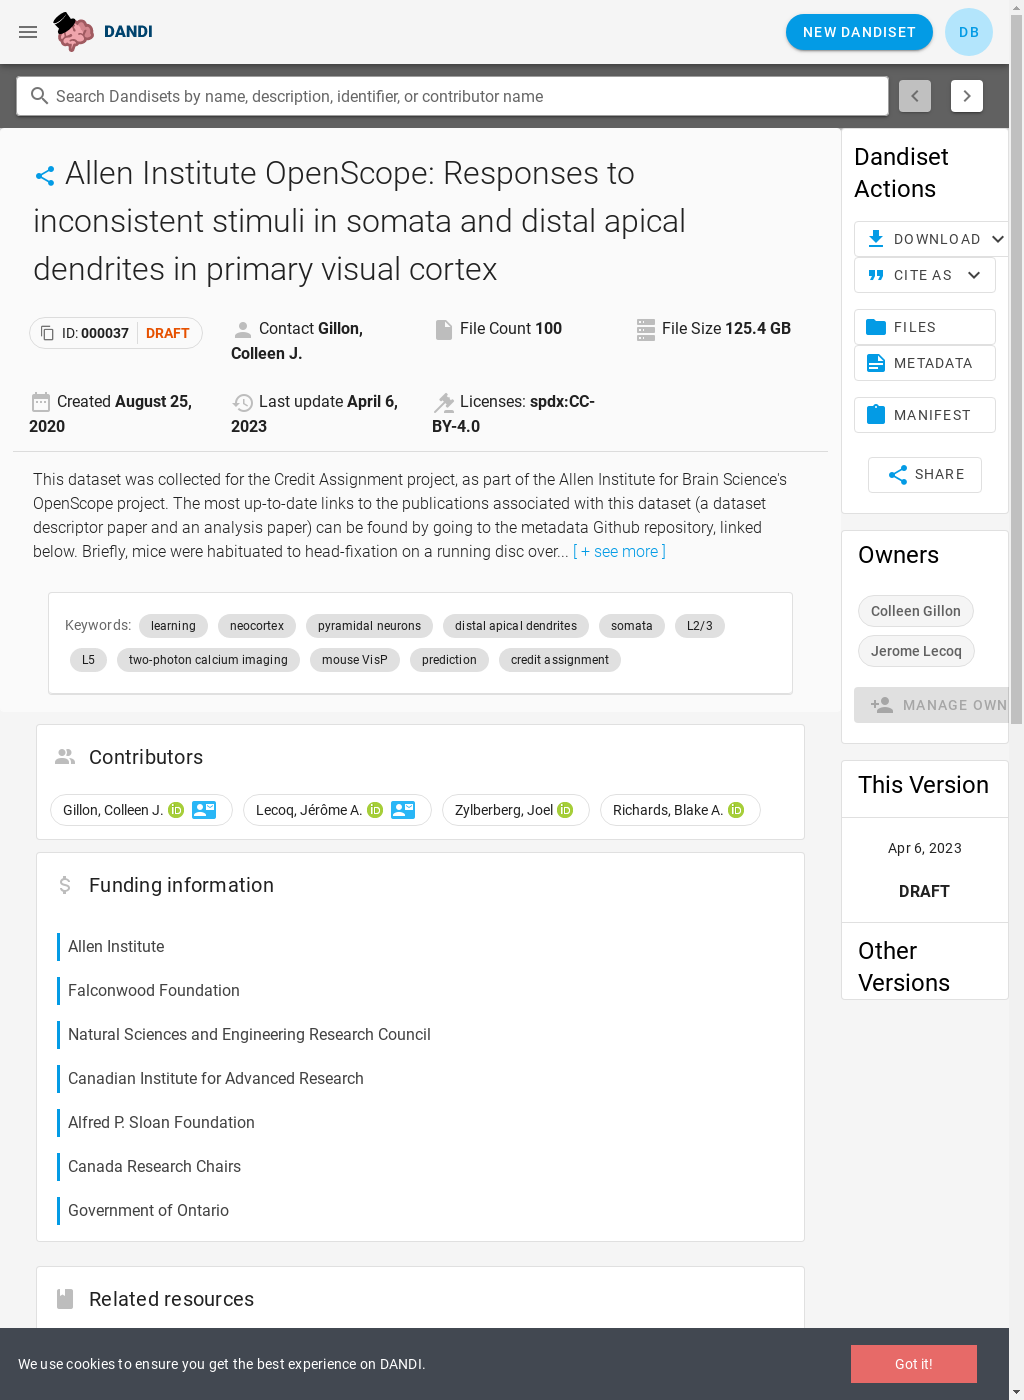 DANDI
NEW DANDISET
DB
Search Dandisets by name, description, identifier, or contributor name
Allen Institute OpenScope: Responses to
inconsistent stimuli in somata and distal apical
dendrites in primary visual cortex
ID: 000037 DRAFT
Contact Gillon,
Colleen J.
File Count 100
File Size 125.4 GB
Created August 25,
2020
Last update April 6,
2023
Licenses: spdx:CC-
BY-4.0
This dataset was collected for the Credit Assignment project, as part of the Allen Institute for Brain Science's
OpenScope project. The most up-to-date links to the publications associated with this dataset (a dataset
descriptor paper and an analysis paper) can be found by going to the metadata Github repository, linked
below. Briefly, mice were habituated to head-fixation on a running disc over... [ + see more ]
Keywords: learning neocortex pyramidal neurons distal apical dendrites somata L2/3
L5 two-photon calcium imaging mouse VisP prediction credit assignment
Contributors
Gillon, Colleen J. iD Lecoq, Jérôme A. iD Zylberberg, Joel iD Richards, Blake A. iD
Funding information
Allen Institute
Falconwood Foundation
Natural Sciences and Engineering Research Council
Canadian Institute for Advanced Research
Alfred P. Sloan Foundation
Canada Research Chairs
Government of Ontario
Related resources
Dandiset
Actions
DOWNLOAD
CITE AS
FILES
METADATA
MANIFEST
SHARE
Owners
Colleen Gillon
Jerome Lecoq
MANAGE OWN
This Version
Apr 6, 2023
DRAFT
Other
Versions
We use cookies to ensure you get the best experience on DANDI.
Got it!